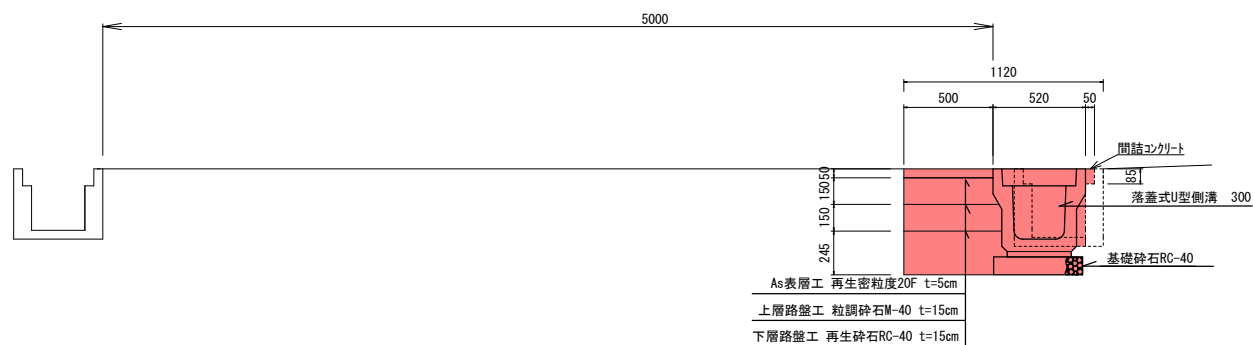 5000
1120
500
520
50
間詰コンクリート
50
150
150
245
85
落蓋式U型側溝 300
基礎砕石RC-40
As表層工 再生密粒度20F t=5cm
上層路盤工 粒調砕石M-40 t=15cm
下層路盤工 再生砕石RC-40 t=15cm